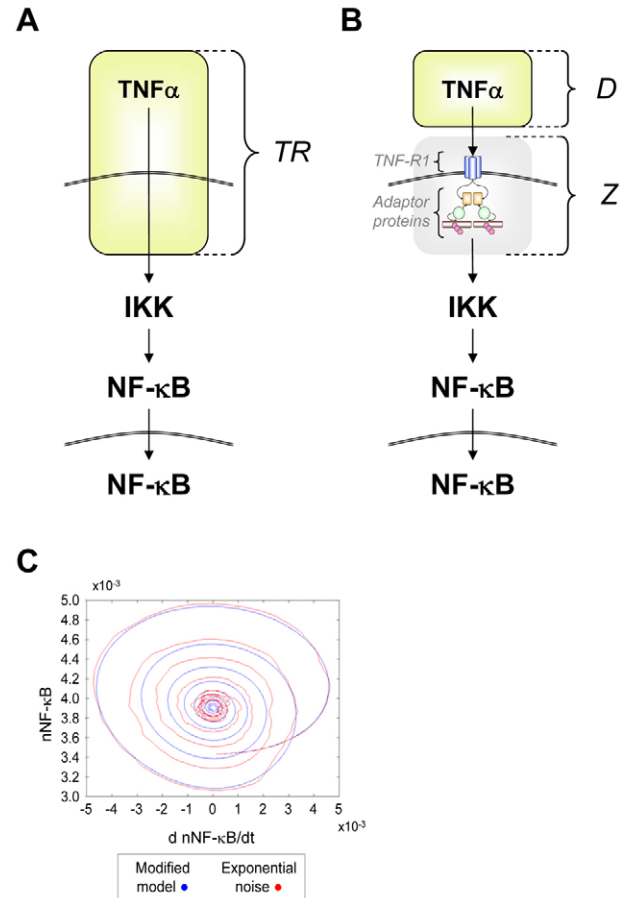 A
TNFα
TR
IKK
NF-κB
NF-κB
B
TNFα
D
TNF-R1
Adaptor
proteins
Z
IKK
NF-κB
NF-κB
C
x10⁻³
5.0
4.8
4.6
4.4
4.2
4.0
3.8
3.6
3.4
3.2
3.0
nNF-κB
-5 -4 -3 -2 -1 0 1 2 3 4 5
x10⁻³
d nNF-κB/dt
Modified
model
Exponential
noise